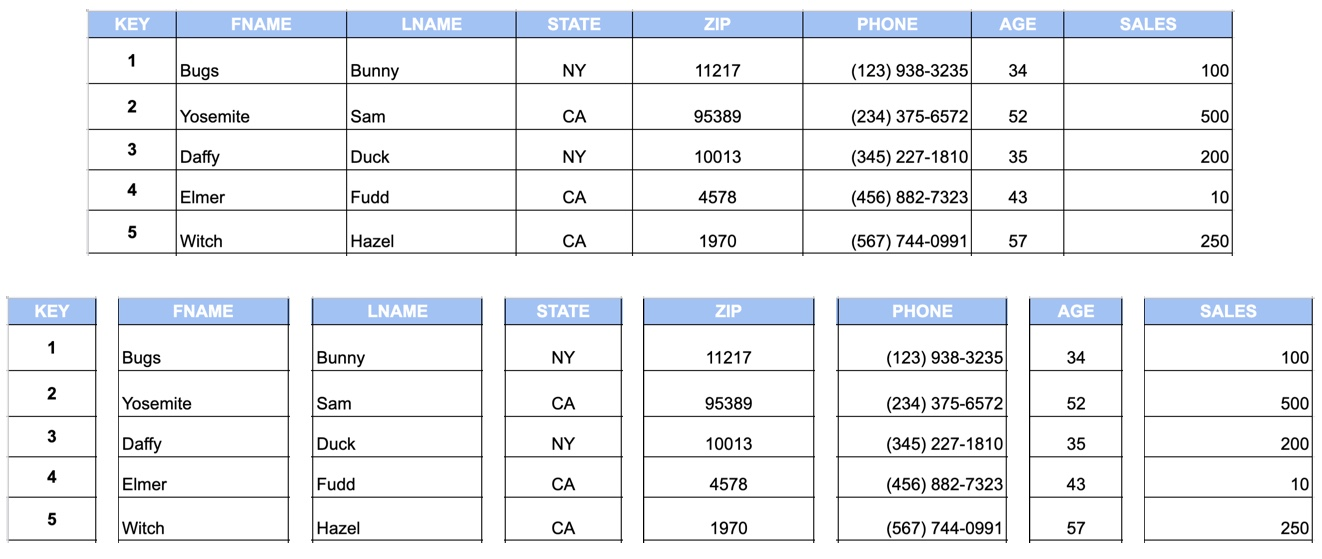 KEY FNAME LNAME STATE ZIP PHONE AGE SALES
1 Bugs Bunny NY 11217 (123) 938-3235 34 100
2 Yosemite Sam CA 95389 (234) 375-6572 52 500
3 Daffy Duck NY 10013 (345) 227-1810 35 200
4 Elmer Fudd CA 4578 (456) 882-7323 43 10
5 Witch Hazel CA 1970 (567) 744-0991 57 250
KEY FNAME LNAME STATE ZIP PHONE AGE SALES
1 Bugs Bunny NY 11217 (123) 938-3235 34 100
2 Yosemite Sam CA 95389 (234) 375-6572 52 500
3 Daffy Duck NY 10013 (345) 227-1810 35 200
4 Elmer Fudd CA 4578 (456) 882-7323 43 10
5 Witch Hazel CA 1970 (567) 744-0991 57 250